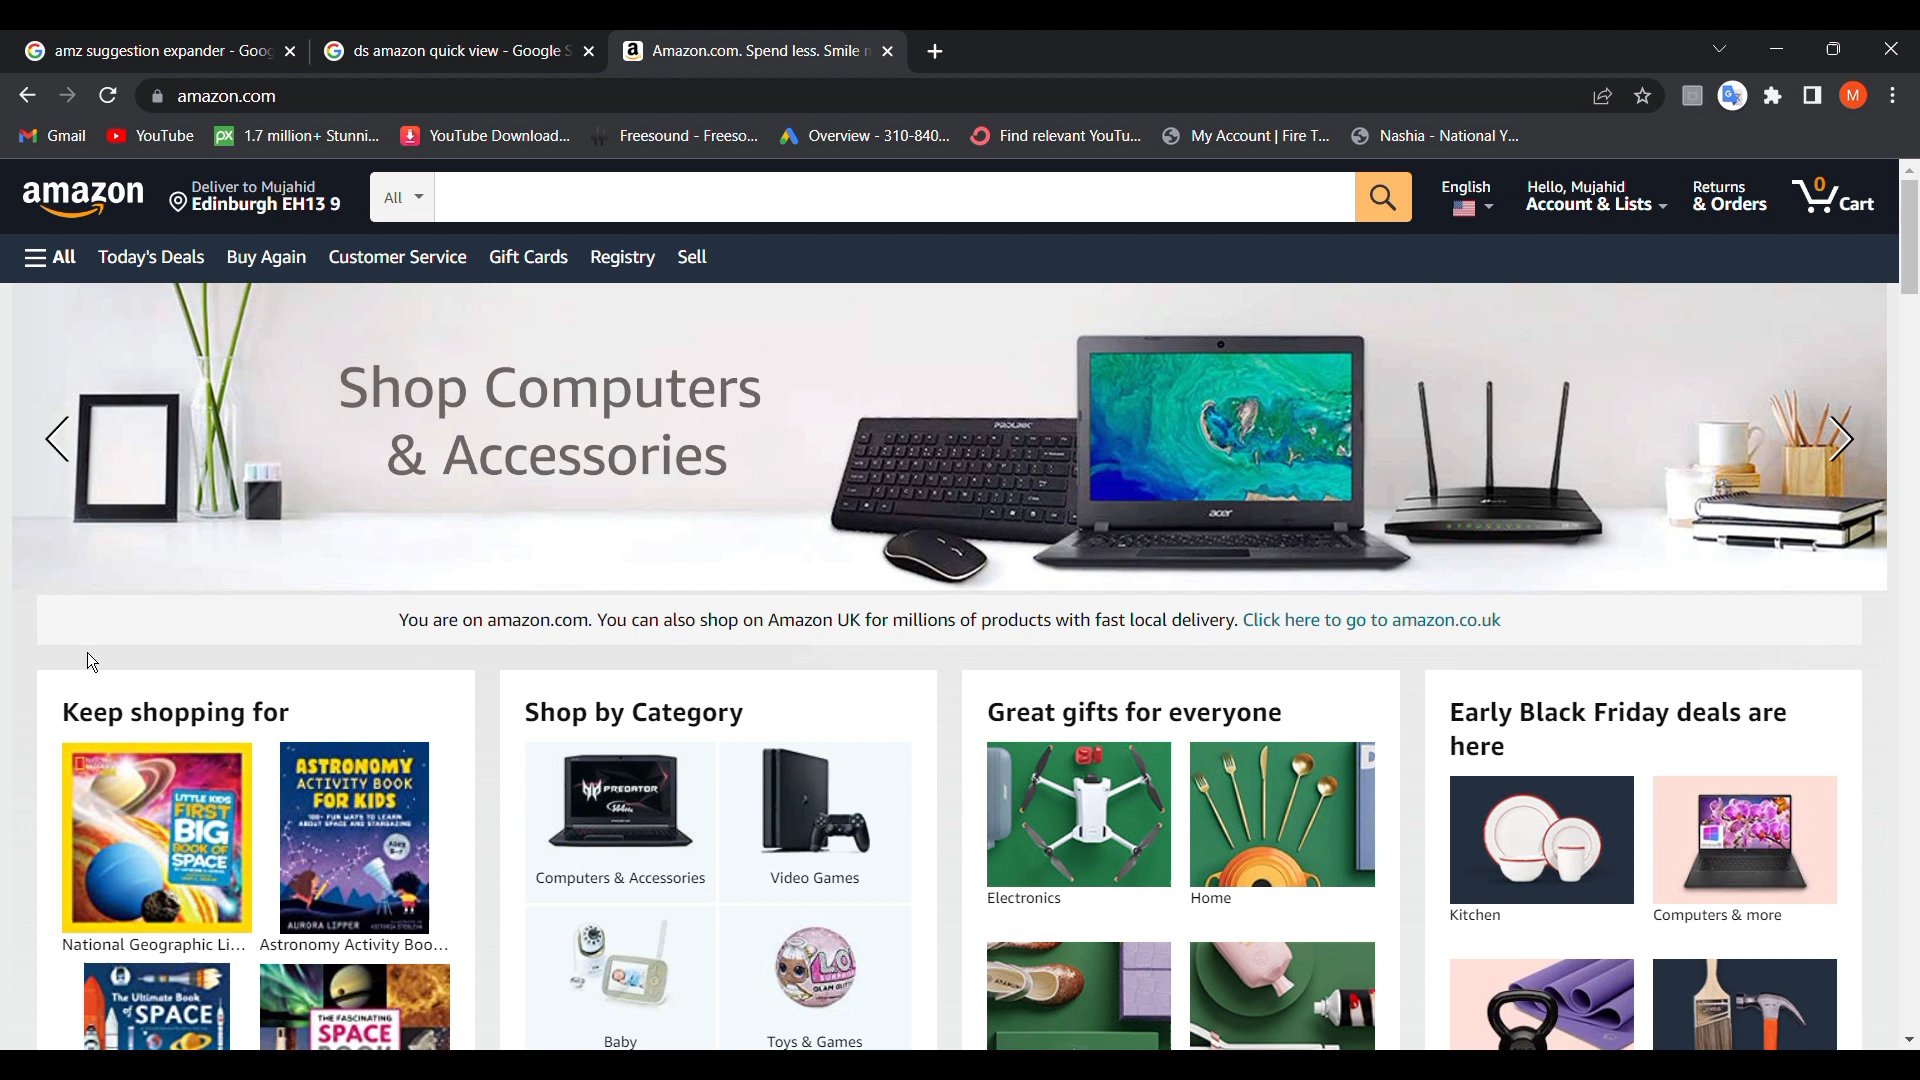 amz suggestion expander - Goog
ds amazon quick view - Google S
Amazon.com. Spend less. Smile m
amazon.com
M
Gmail
YouTube
1.7 million+ Stunni...
YouTube Download...
Freesound - Freeso...
Overview - 310-840...
Find relevant YouTu...
My Account | Fire T...
Nashia - National Y...
amazon
Deliver to Mujahid
Edinburgh EH13 9
All
English
Hello, Mujahid
Account & Lists
Returns
& Orders
0
Cart
All
Today's Deals
Buy Again
Customer Service
Gift Cards
Registry
Sell
Shop Computers
& Accessories
PROLINK
acer
You are on amazon.com. You can also shop on Amazon UK for millions of products with fast local delivery. Click here to go to amazon.co.uk
Keep shopping for
LITTLE KIDS
FIRST
BIG
BOOK OF
SPACE
ASTRONOMY
ACTIVITY BOOK
FOR KIDS
100+ FUN WAYS TO LEARN
ABOUT SPACE AND STARGAZING
AURORA LIPPER
National Geographic Li...
Astronomy Activity Boo...
The Ultimate Book
of SPACE
THE FASCINATING
SPACE
BOOK
Shop by Category
PREDATOR
144Hz
Computers & Accessories
Video Games
L.O.L
SURPRISE
GLAM GLITTER
Baby
Toys & Games
Great gifts for everyone
Electronics
Home
Early Black Friday deals are
here
Kitchen
Computers & more